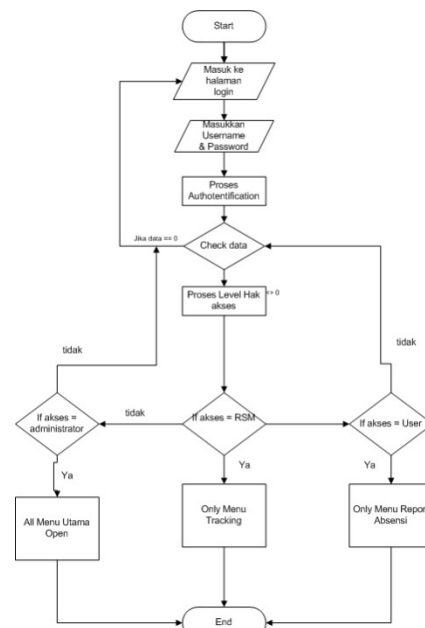 Start
Masuk ke
halaman
login
Masukkan
Username
& Password
Proses
Authotentification
Jika data == 0
Check data
Proses Level Hak
akses
<> 0
tidak
tidak
If akses =
administrator
tidak
If akses = RSM
If akses = User
Ya
Ya
Ya
All Menu Utama
Open
Only Menu
Tracking
Only Menu Report
Absensi
End